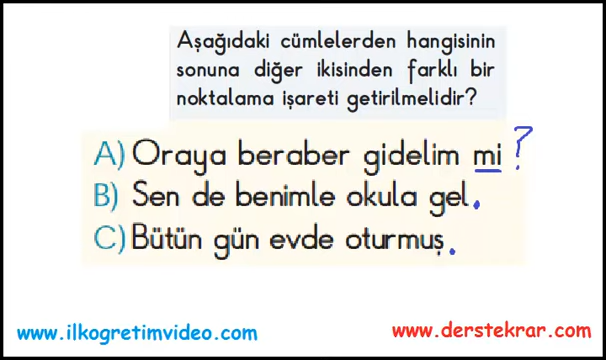 Aşağıdaki cümlelerden hangisinin
sonuna diğer ikisinden farklı bir
noktalama işareti getirilmelidir?
A) Oraya beraber gidelim mi ?
B) Sen de benimle okula gel.
C) Bütün gün evde oturmuş.
www.ilkogretimvideo.com
www.derstekrar.com